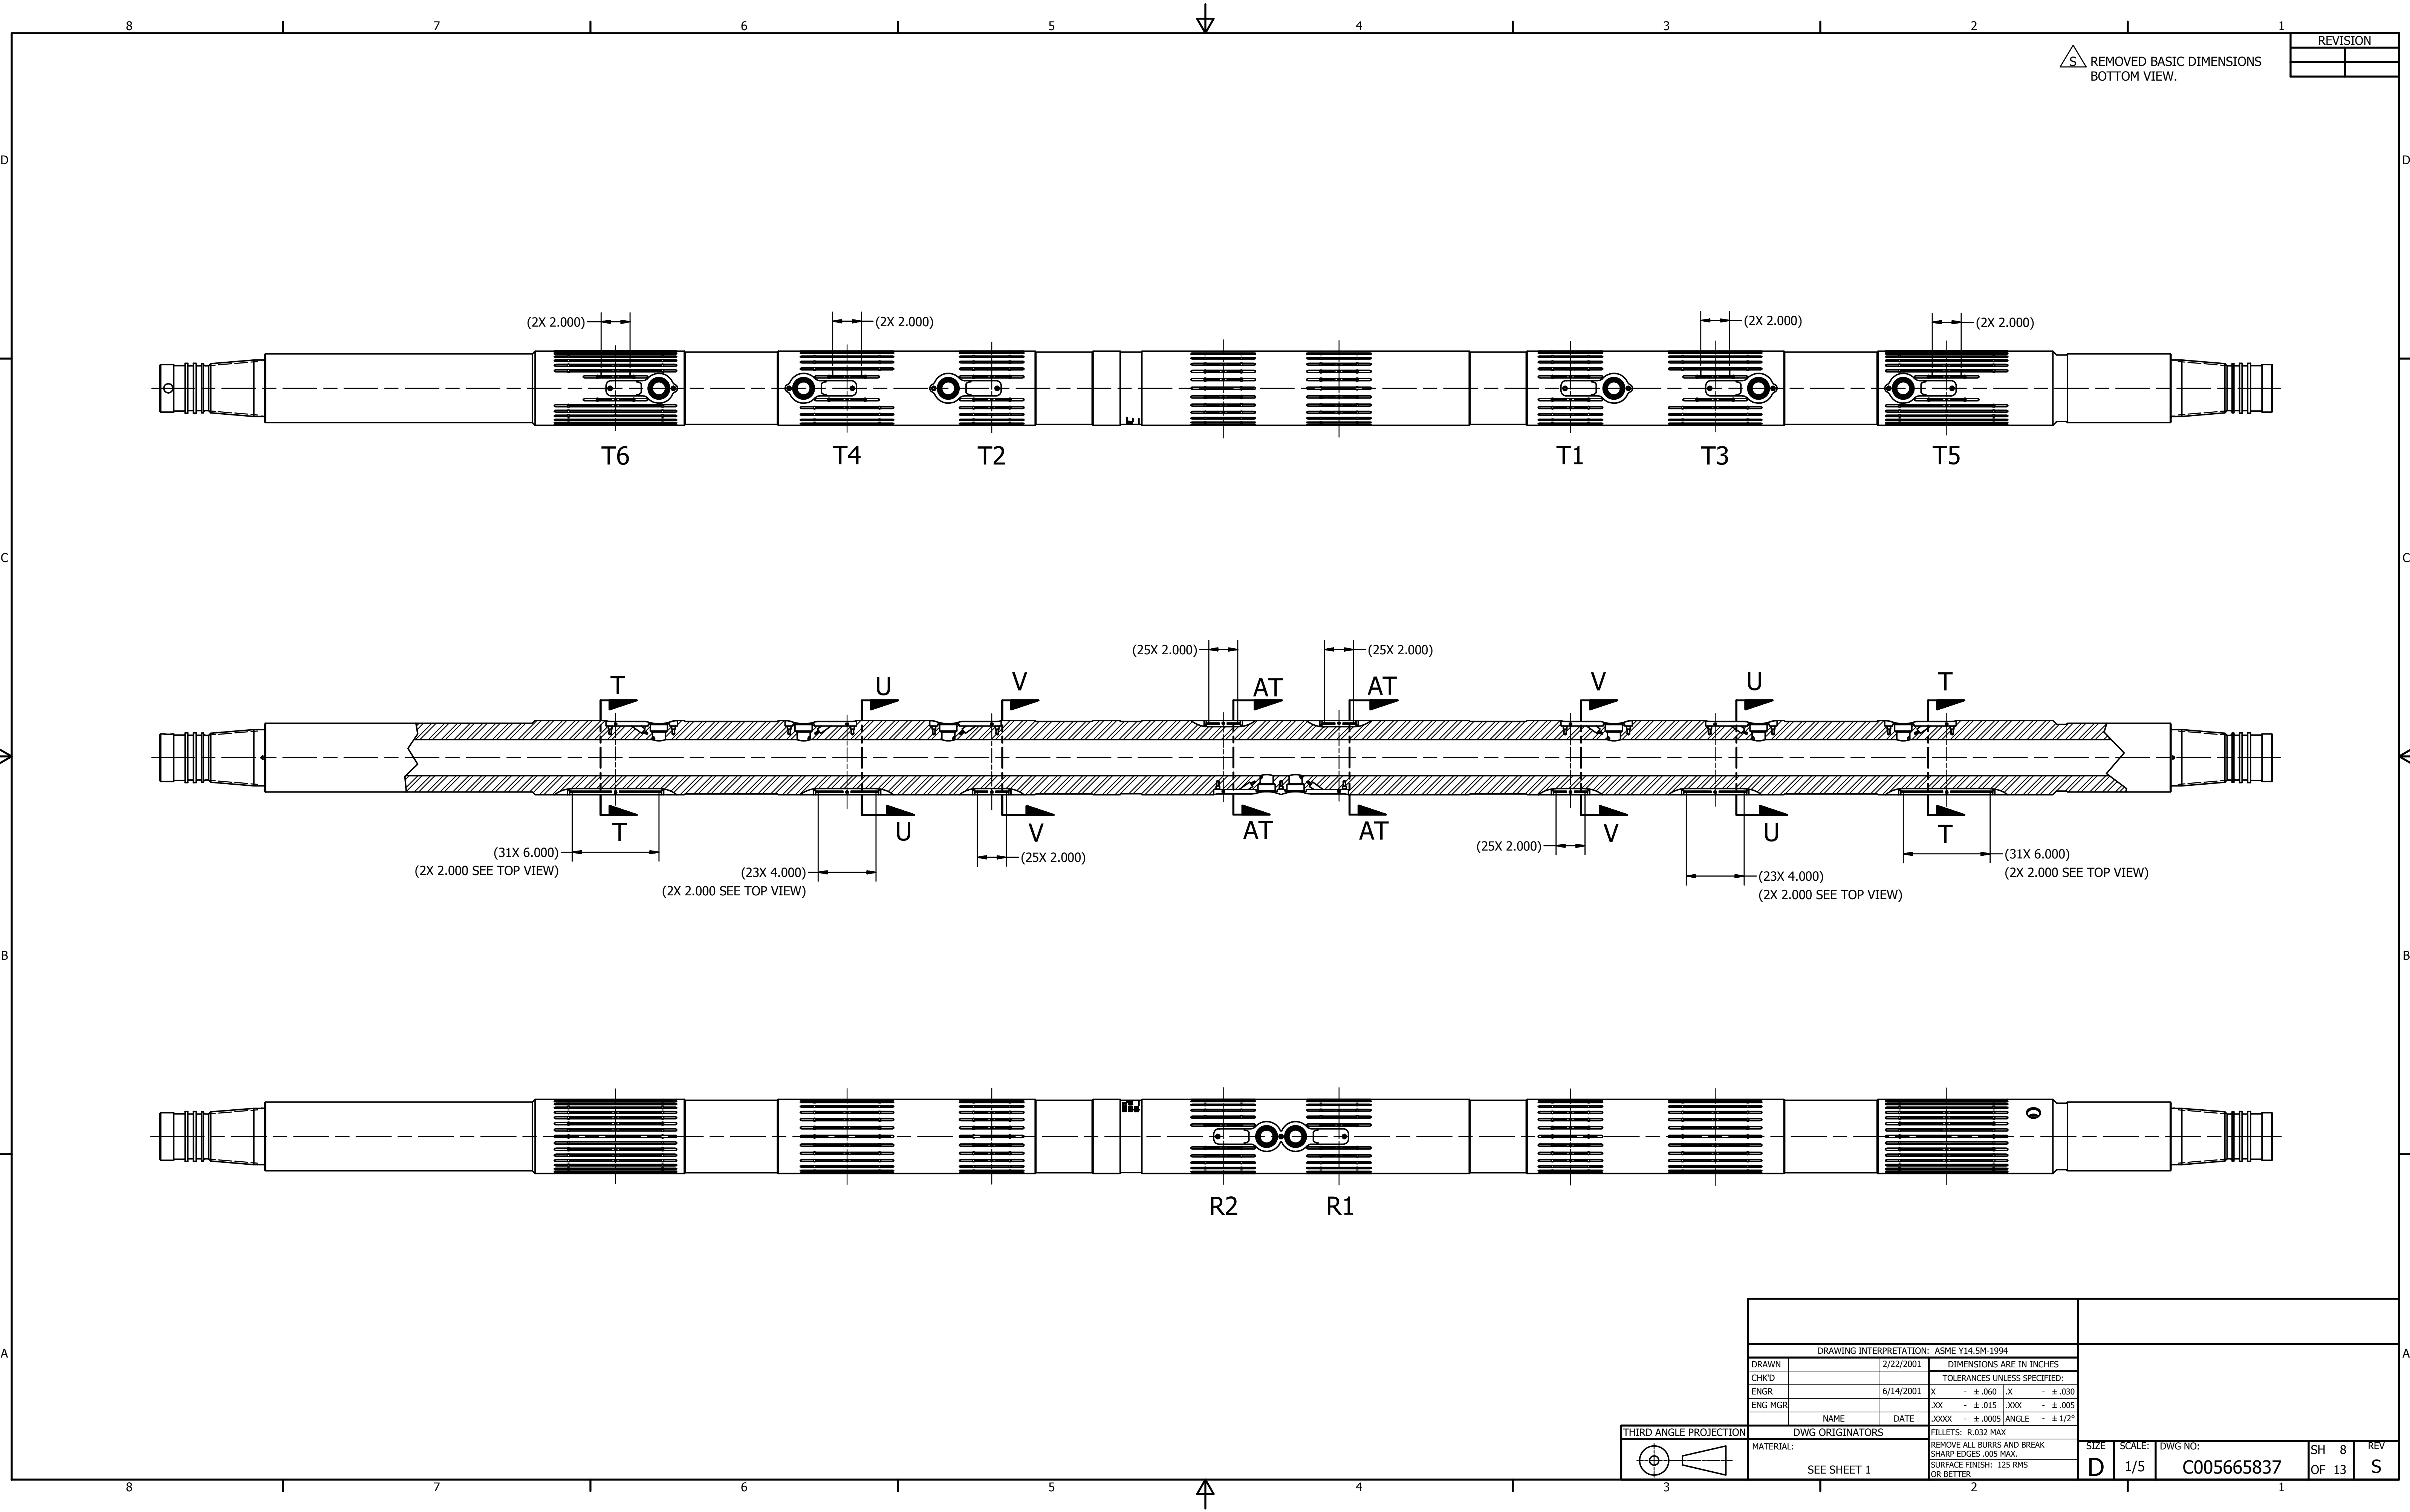 8 7 6 5 4 3 2 1
REVISION
S REMOVED BASIC DIMENSIONS
BOTTOM VIEW.
D D
(2X 2.000) (2X 2.000) (2X 2.000) (2X 2.000)
T6 T4 T2 T1 T3 T5
C C
(25X 2.000) (25X 2.000)
T U V AT AT V U T
T U V AT AT V U T
(31X 6.000)
(2X 2.000 SEE TOP VIEW)
(23X 4.000)
(2X 2.000 SEE TOP VIEW)
(25X 2.000)
(25X 2.000)
(23X 4.000)
(2X 2.000 SEE TOP VIEW)
(31X 6.000)
(2X 2.000 SEE TOP VIEW)
B B
R2 R1
A A
DRAWING INTERPRETATION: ASME Y14.5M-1994
DRAWN 2/22/2001
CHK'D
ENGR 6/14/2001
ENG MGR
NAME DATE
DIMENSIONS ARE IN INCHES
TOLERANCES UNLESS SPECIFIED:
X - ± .060 .X - ± .030
.XX - ± .015 .XXX - ± .005
.XXXX - ± .0005 ANGLE - ± 1/2°
THIRD ANGLE PROJECTION
DWG ORIGINATORS
FILLETS: R.032 MAX
MATERIAL:
SEE SHEET 1
REMOVE ALL BURRS AND BREAK
SHARP EDGES .005 MAX.
SURFACE FINISH: 125 RMS
OR BETTER
SIZE
D
SCALE:
1/5
DWG NO:
C005665837
SH 8
OF 13
REV
S
8 7 6 5 4 3 2 1